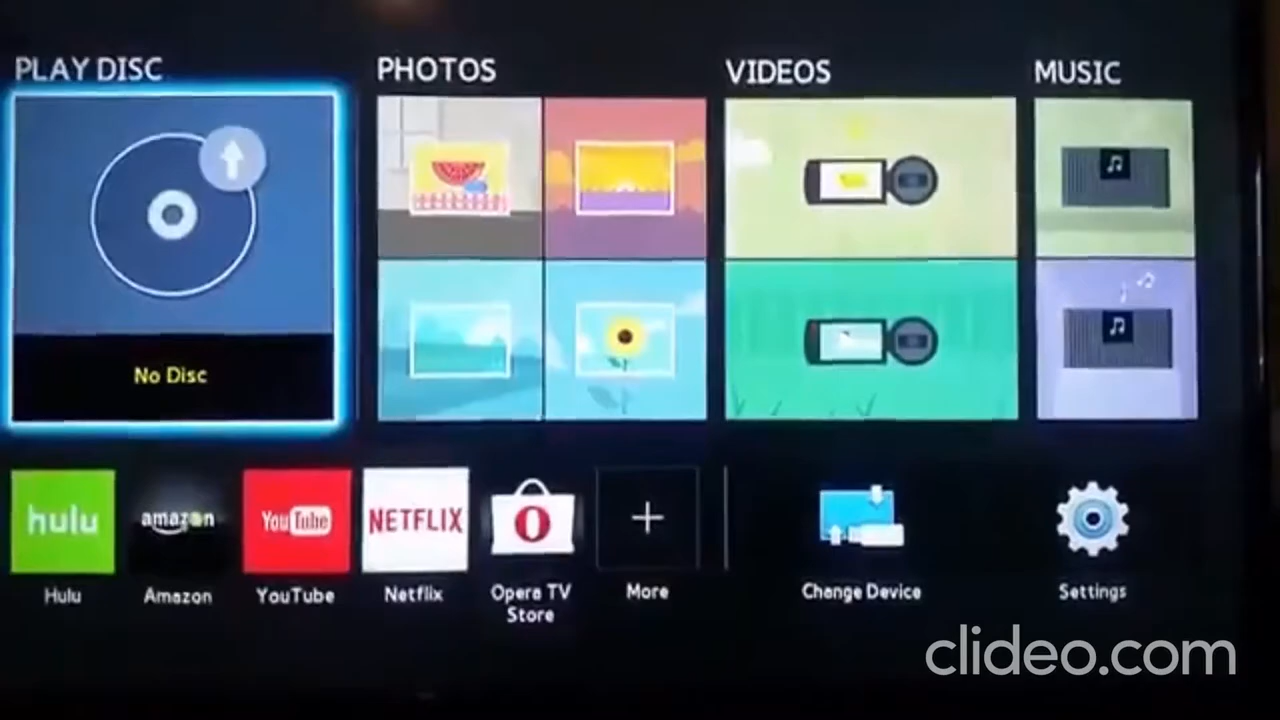 PLAY DISC
PHOTOS
VIDEOS
MUSIC
No Disc
hulu
amazon
YouTube
NETFLIX
Hulu
Amazon
YouTube
Netflix
Opera TV
Store
More
Change Device
Settings
clideo.com